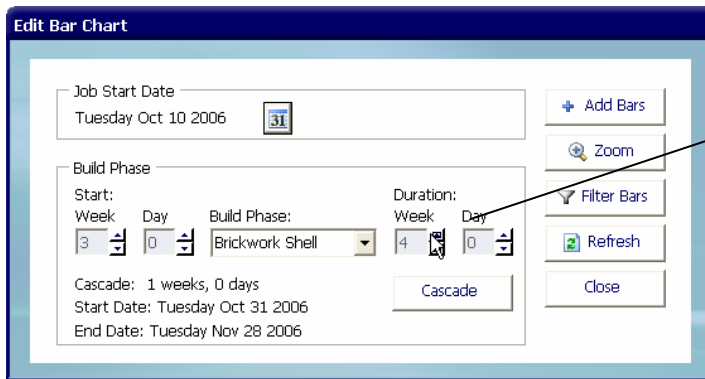 Edit Bar Chart
Job Start Date
Tuesday Oct 10 2006
31
Add Bars
Zoom
Build Phase
Start:
Duration:
Week Day Build Phase: Week Day
Filter Bars
3 0 Brickwork Shell 4 0
Refresh
Cascade: 1 weeks, 0 days
Cascade
Close
Start Date: Tuesday Oct 31 2006
End Date: Tuesday Nov 28 2006